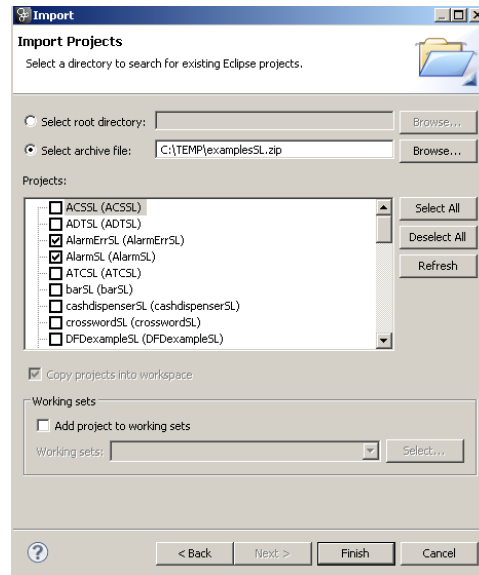 Import
Import Projects
Select a directory to search for existing Eclipse projects.
Select root directory:
Browse...
Select archive file:
C:\TEMP\examplesSL.zip
Browse...
Projects:
ACSSL (ACSSL)
ADTSL (ADTSL)
AlarmErrSL (AlarmErrSL)
AlarmSL (AlarmSL)
ATCSL (ATCSL)
barSL (barSL)
cashdispenserSL (cashdispenserSL)
crosswordSL (crosswordSL)
DFDexampleSL (DFDexampleSL)
Select All
Deselect All
Refresh
Copy projects into workspace
Working sets
Add project to working sets
Working sets:
Select...
?
< Back
Next >
Finish
Cancel